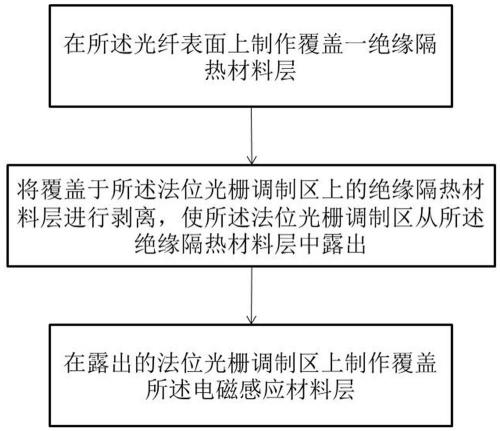 在所述光纤表面上制作覆盖一绝缘隔
热材料层
将覆盖于所述法位光栅调制区上的绝缘隔热材
料层进行剥离，使所述法位光栅调制区从所述
绝缘隔热材料层中露出
在露出的法位光栅调制区上制作覆盖
所述电磁感应材料层